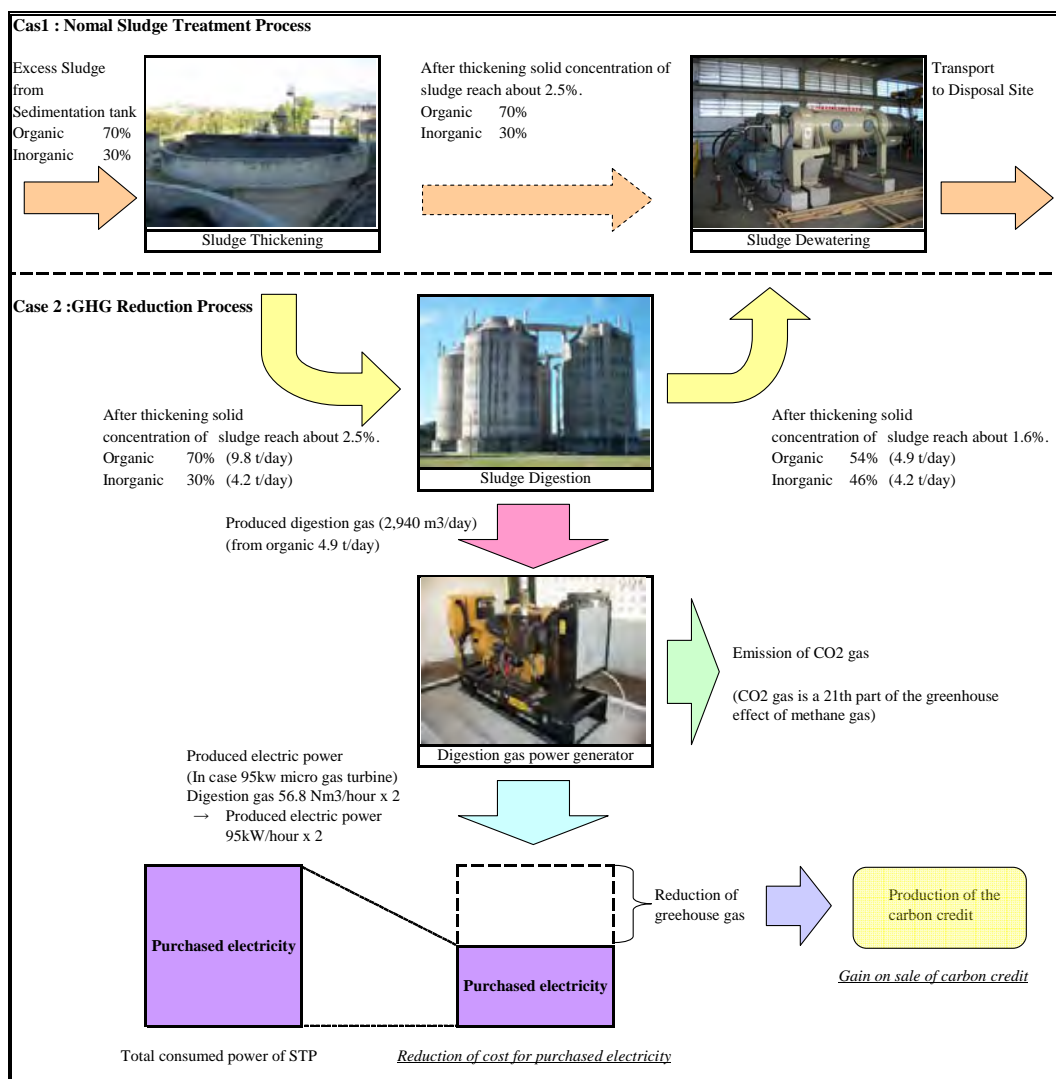 Cas1 : Nomal Sludge Treatment Process
Excess Sludge
from
Sedimentation tank
Organic 70%
Inorganic 30%
Sludge Thickening
After thickening solid concentration of
sludge reach about 2.5%.
Organic 70%
Inorganic 30%
Sludge Dewatering
Transport
to Disposal Site
Case 2 :GHG Reduction Process
After thickening solid
concentration of sludge reach about 2.5%.
Organic 70% (9.8 t/day)
Inorganic 30% (4.2 t/day)
Sludge Digestion
After thickening solid
concentration of sludge reach about 1.6%.
Organic 54% (4.9 t/day)
Inorganic 46% (4.2 t/day)
Produced digestion gas (2,940 m3/day)
(from organic 4.9 t/day)
Digestion gas power generator
Emission of CO2 gas
(CO2 gas is a 21th part of the greenhouse
effect of methane gas)
Produced electric power
(In case 95kw micro gas turbine)
Digestion gas 56.8 Nm3/hour x 2
→ Produced electric power
95kW/hour x 2
Purchased electricity
Purchased electricity
Reduction of
greehouse gas
Production of the
carbon credit
Gain on sale of carbon credit
Total consumed power of STP
Reduction of cost for purchased electricity